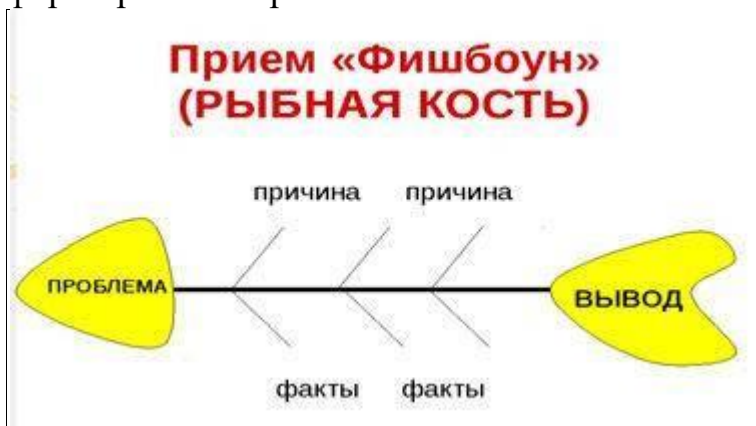 Прием «Фишбоун»
(РЫБНАЯ КОСТЬ)
причина причина
ПРОБЛЕМА
ВЫВОД
факты факты